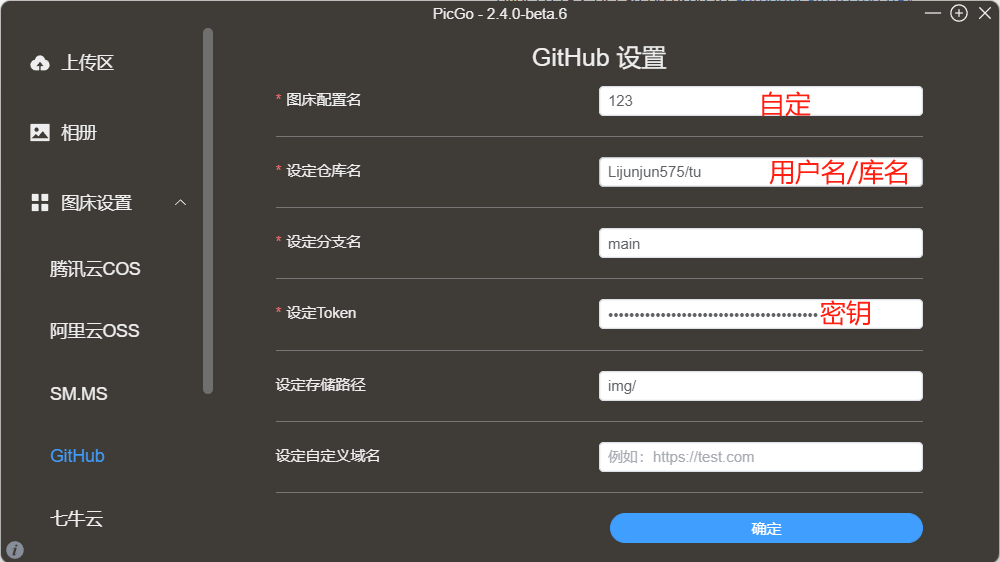 PicGo - 2.4.0-beta.6
上传区
相册
图床设置
腾讯云COS
阿里云OSS
SM.MS
GitHub
七牛云
GitHub 设置
* 图床配置名
123
自定
* 设定仓库名
Lijunjun575/tu
用户名/库名
* 设定分支名
main
* 设定Token
密钥
设定存储路径
img/
设定自定义域名
例如：https://test.com
确定